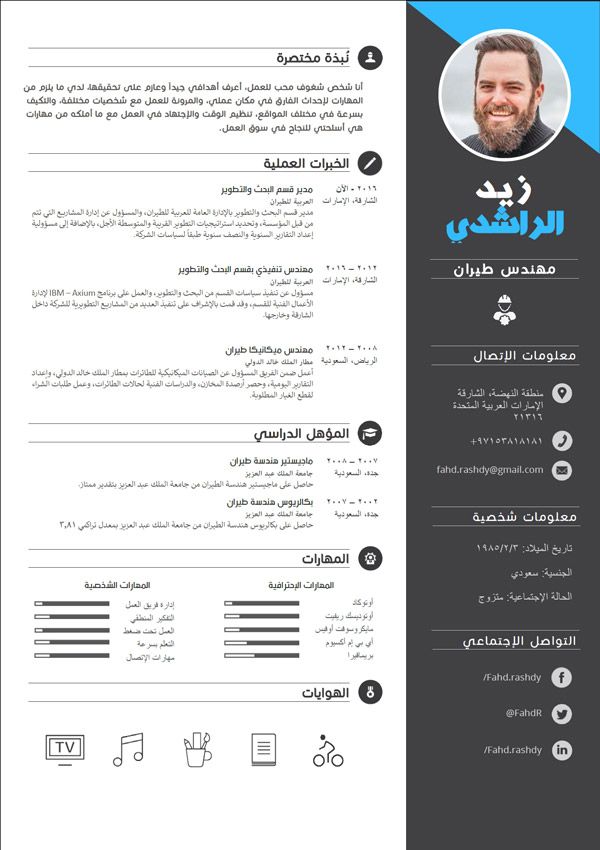 زيد
الراشدي
مهندس طيران
معلومات الإتصال
منطقة النهضة، الشارقة
الإمارات العربية المتحدة
٢١٣١٦
+٩٧١٥٣٨١٨١٨١
fahd.rashdy@gmail.com
معلومات شخصية
تاريخ الميلاد: ١٩٨٥/٢/٣
الجنسية: سعودي
الحالة الإجتماعية: متزوج
التواصل الإجتماعي
/Fahd.rashdy
@FahdR
/Fahd.rashdy
نُبذة مختصرة
أنا شخص شغوف محب للعمل، أعرف أهدافي جيداً وعازم على تحقيقها، لدي ما يلزم من
المهارات لإحداث الفارق في مكان عملي، والمرونة للعمل مع شخصيات مختلفة، والتكيف
بسرعة في مختلف المواقع، تنظيم الوقت والإجتهاد في العمل مع ما أملكه من مهارات
هي أسلحتي للنجاح في سوق العمل.
الخبرات العملية
٢٠١٦ - الآن
الشارقة، الإمارات
مدير قسم البحث والتطوير
العربية للطيران
مدير قسم البحث والتطوير بالإدارة العامة للعربية للطيران، والمسؤول عن إدارة المشاريع التي تتم
من قبل المؤسسة، وتحديد استراتيجيات التطوير القريبة والمتوسطة الأجل، بالإضافة إلى مسؤولية
إعداد التقارير السنوية والنصف سنوية طبقاً لسياسات الشركة.
٢٠١٢ – ٢٠١٦
الشارقة، الإمارات
مهندس تنفيذي بقسم البحث والتطوير
العربية للطيران
مسؤول عن تنفيذ سياسات القسم من البحث والتطوير، والعمل على برنامج IBM – Axium لإدارة
الأعمال الفنية للقسم، وقد قمت بالإشراف على تنفيذ العديد من المشاريع التطويرية للشركة داخل
الشارقة وخارجها.
٢٠٠٨ – ٢٠١٢
الرياض، السعودية
مهندس ميكانيكا طيران
مطار الملك خالد الدولي
أعمل ضمن الفريق المسؤول عن الصيانات الميكانيكية للطائرات بمطار الملك خالد الدولي، وإعداد
التقارير اليومية، وحصر أرصدة المخازن، والدراسات الفنية لحالات الطائرات، وعمل طلبات الشراء
لقطع الغيار المطلوبة.
المؤهل الدراسي
٢٠٠٧ – ٢٠٠٨
جدة، السعودية
ماجيستير هندسة طيران
جامعة الملك عبد العزيز
حاصل على ماجيستير هندسة الطيران من جامعة الملك عبد العزيز بتقدير ممتاز.
٢٠٠٢ – ٢٠٠٧
جدة، السعودية
بكالريوس هندسة طيران
جامعة الملك عبد العزيز
حاصل على بكالريوس هندسة الطيران من جامعة الملك عبد العزيز بمعدل تراكمي ٣,٨١
المهارات
المهارات الإحترافية
أوتوكاد
أوتوديسك ريفيت
مايكروسوفت أوفيس
أي بي إم أكسيوم
بريمافيرا
المهارات الشخصية
إدارة فريق العمل
التفكير المنطقي
العمل تحت ضغط
التعلم بسرعة
مهارات الإتصال
الهوايات
TV